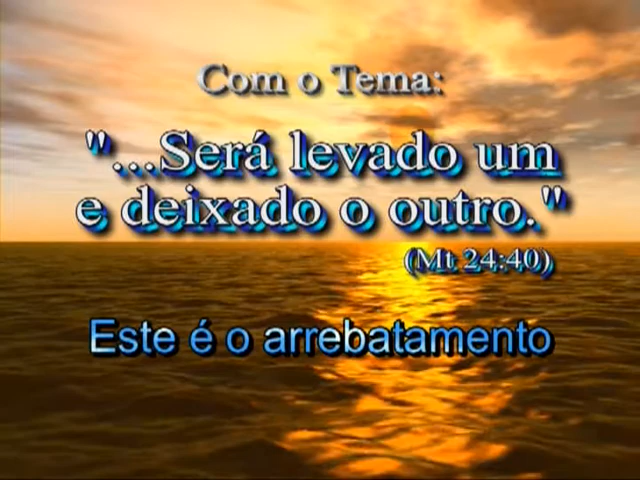 Com o Tema:
"...Será levado um
e deixado o outro."
(Mt 24:40)
Este é o arrebatamento